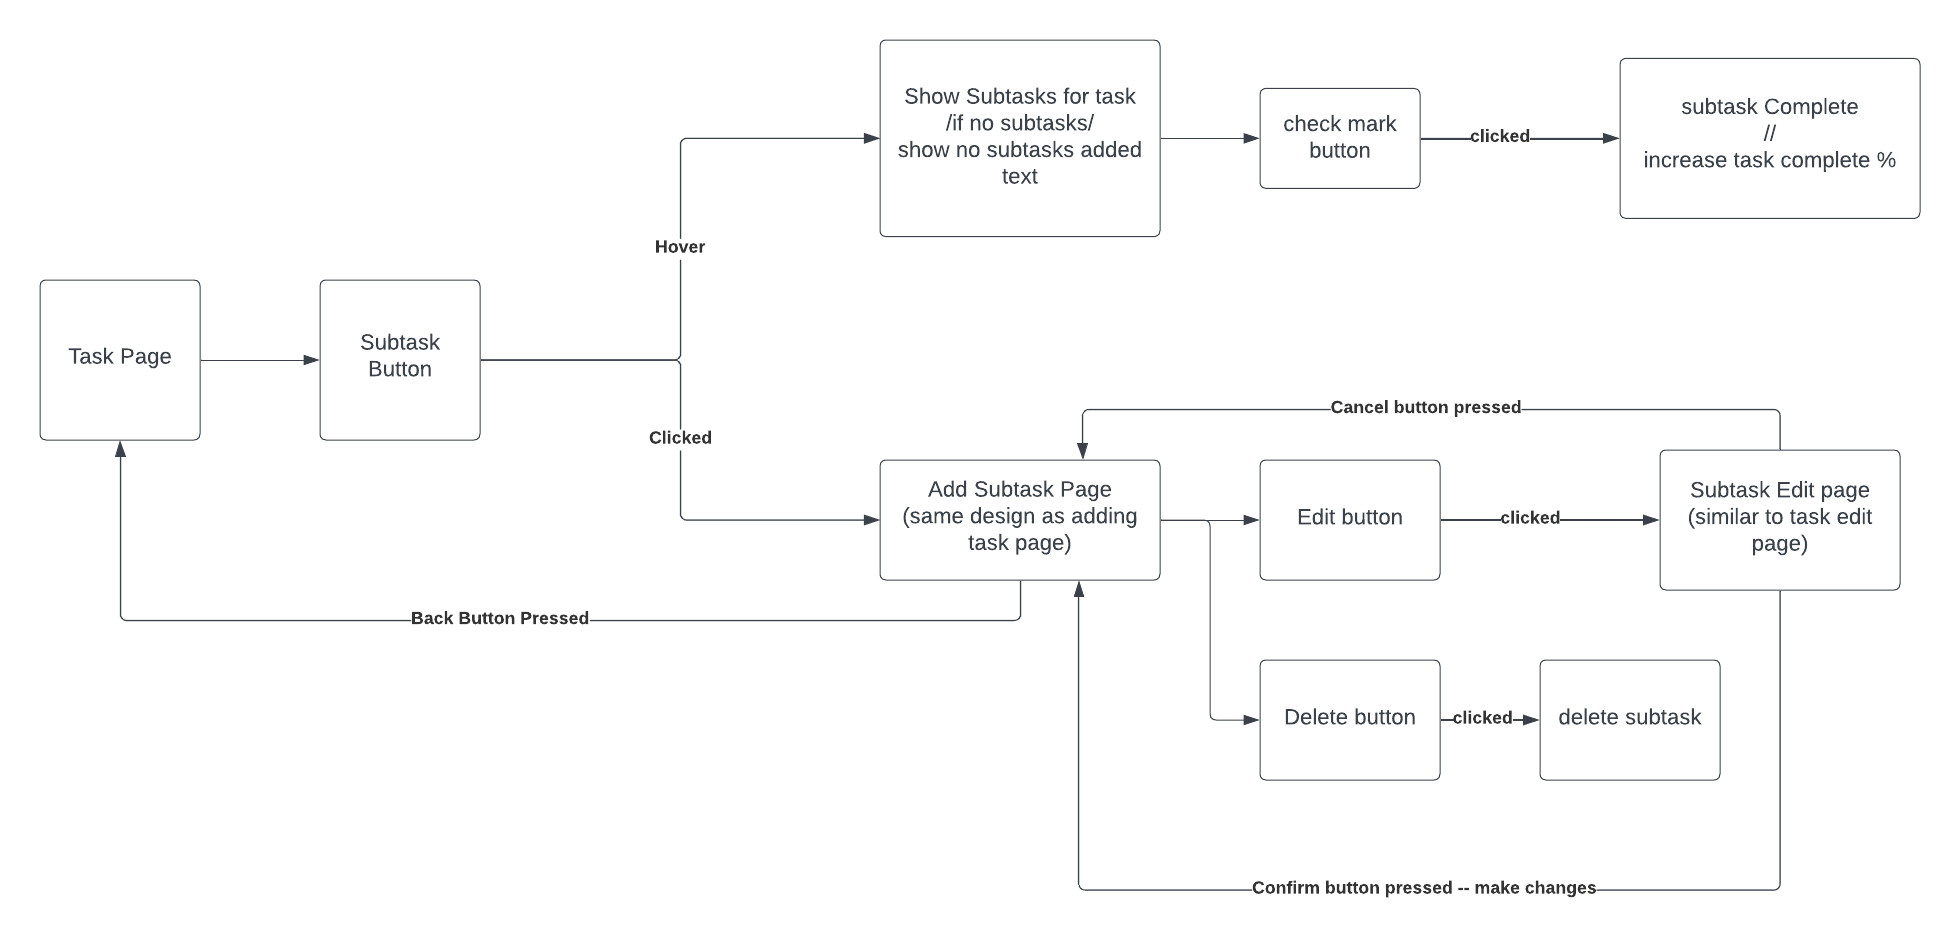 Show Subtasks for task
/if no subtasks/
show no subtasks added
text
check mark
button
clicked
subtask Complete
//
increase task complete %
Hover
Task Page
Subtask
Button
Clicked
Cancel button pressed
Add Subtask Page
(same design as adding
task page)
Edit button
clicked
Subtask Edit page
(similar to task edit
page)
Back Button Pressed
Delete button
clicked
delete subtask
Confirm button pressed -- make changes